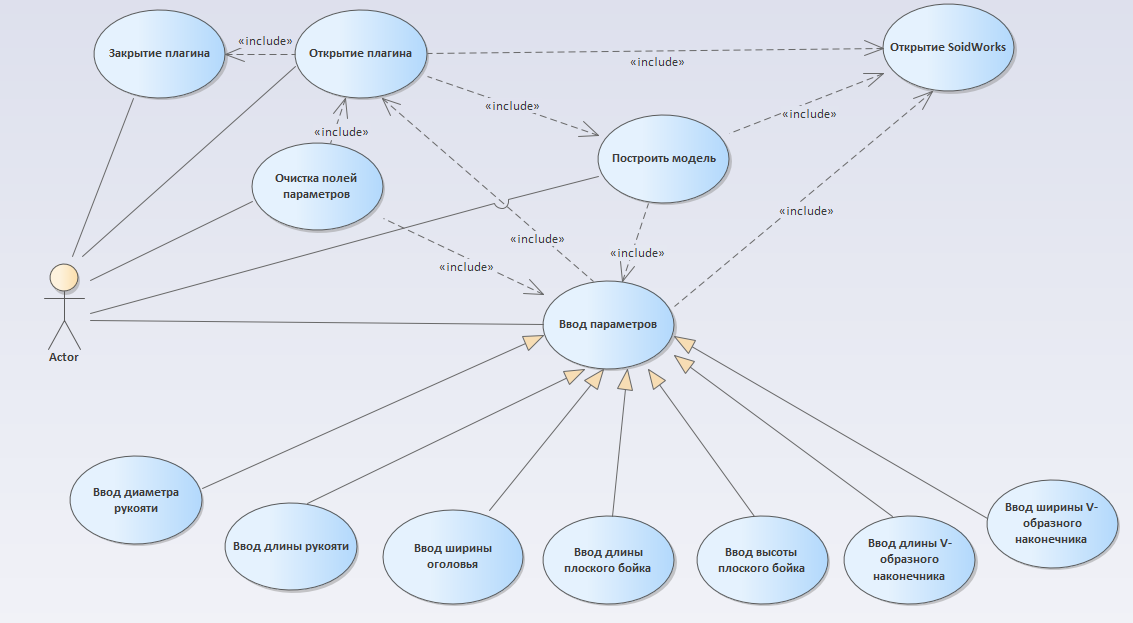 «include»
Закрытие плагина
Открытие плагина
Открытие SoidWorks
«include»
«include»
«include»
«include»
Построить модель
Очистка полей
параметров
«include»
«include»
«include»
«include»
Ввод параметров
Actor
Ввод диаметра
рукояти
Ввод длины рукояти
Ввод ширины
оголовья
Ввод длины
плоского бойка
Ввод высоты
плоского бойка
Ввод длины V-
образного
наконечника
Ввод ширины V-
образного
наконечника